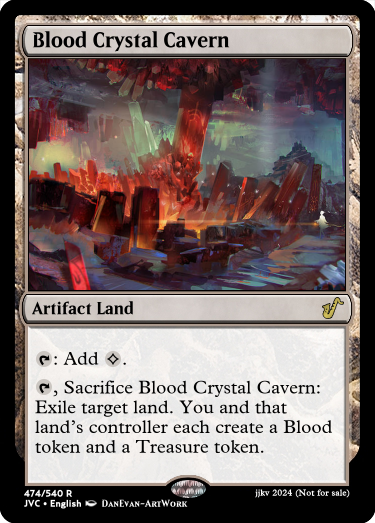 Blood Crystal Cavern
Artifact Land
: Add .
, Sacrifice Blood Crystal Cavern:
Exile target land. You and that
land's controller each create a Blood
token and a Treasure token.
474/540 R
jjkv 2024 (Not for sale)
JVC • English DanEvan-ArtWork